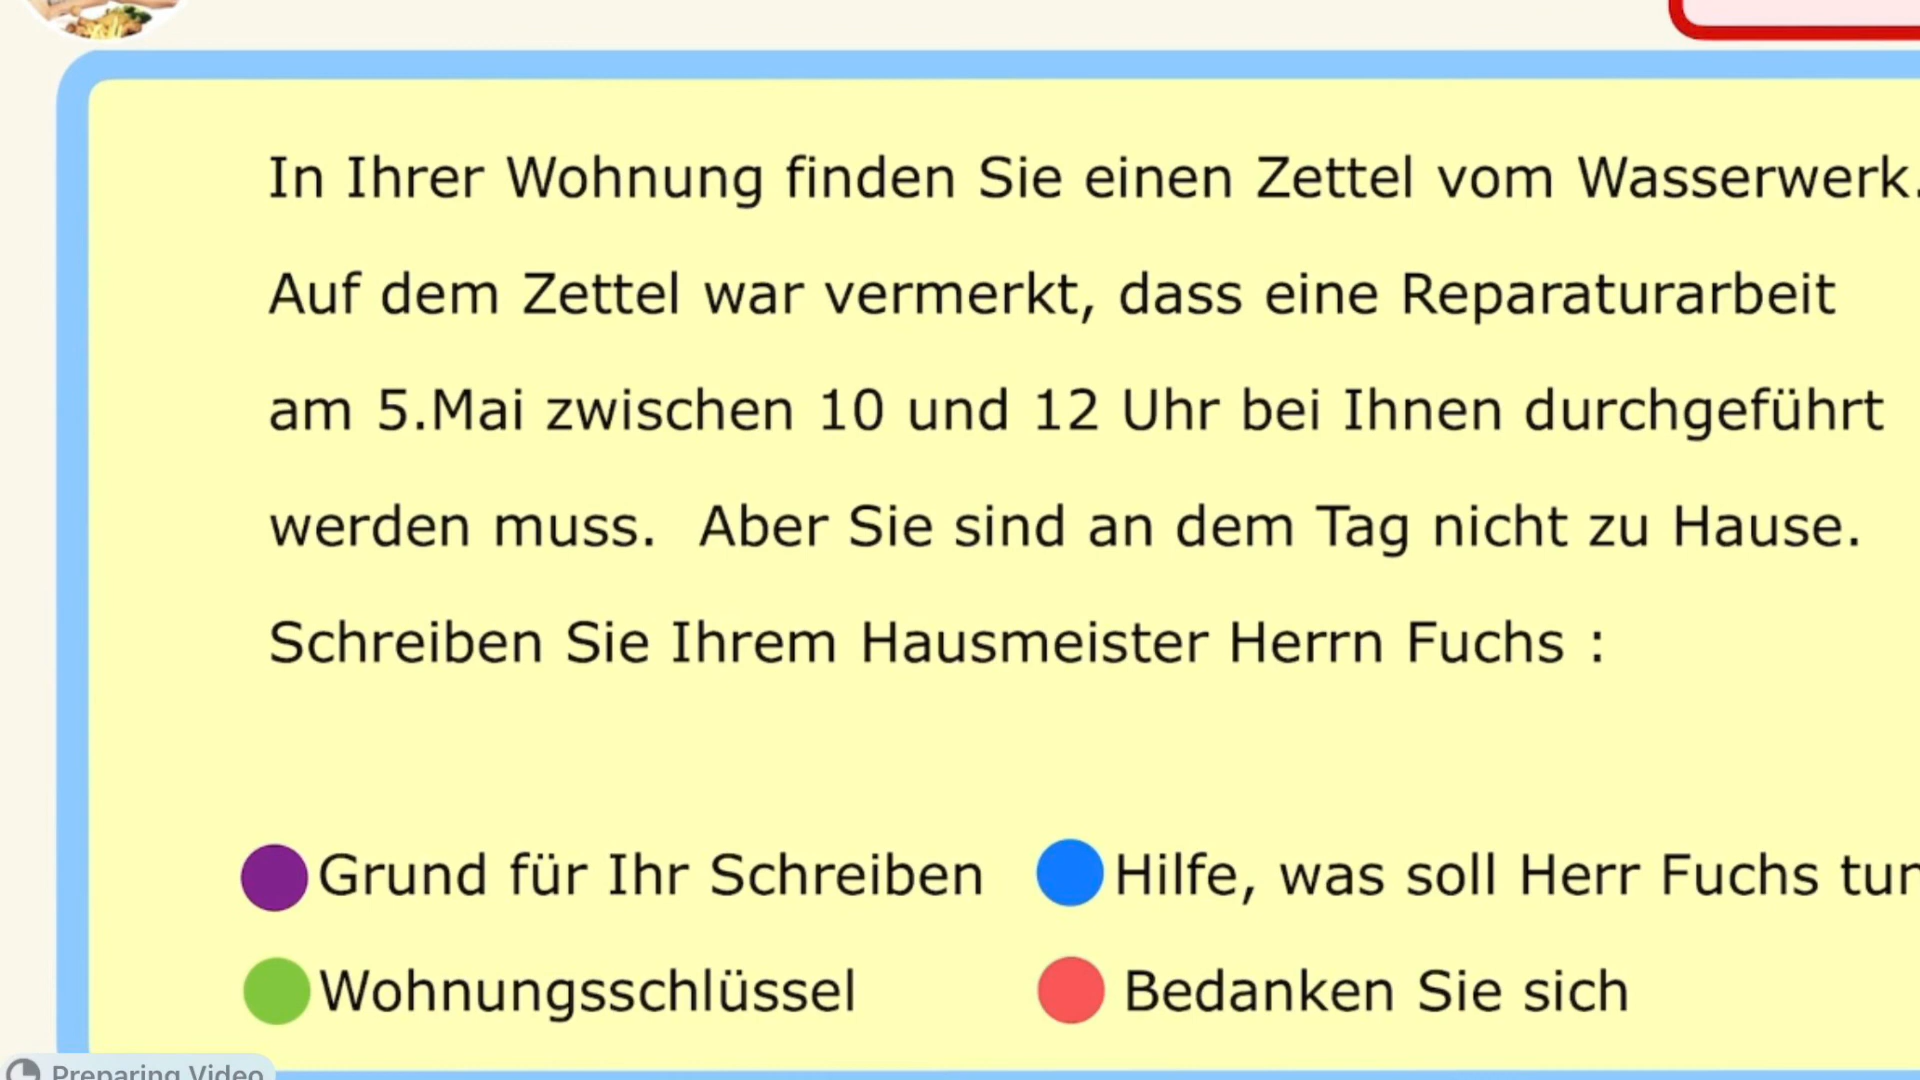 In Ihrer Wohnung finden Sie einen Zettel vom Wasserwerk.
Auf dem Zettel war vermerkt, dass eine Reparaturarbeit
am 5.Mai zwischen 10 und 12 Uhr bei Ihnen durchgeführt
werden muss.  Aber Sie sind an dem Tag nicht zu Hause.
Schreiben Sie Ihrem Hausmeister Herrn Fuchs :
Grund für Ihr Schreiben
Hilfe, was soll Herr Fuchs tun
Wohnungsschlüssel
Bedanken Sie sich
Preparing Video